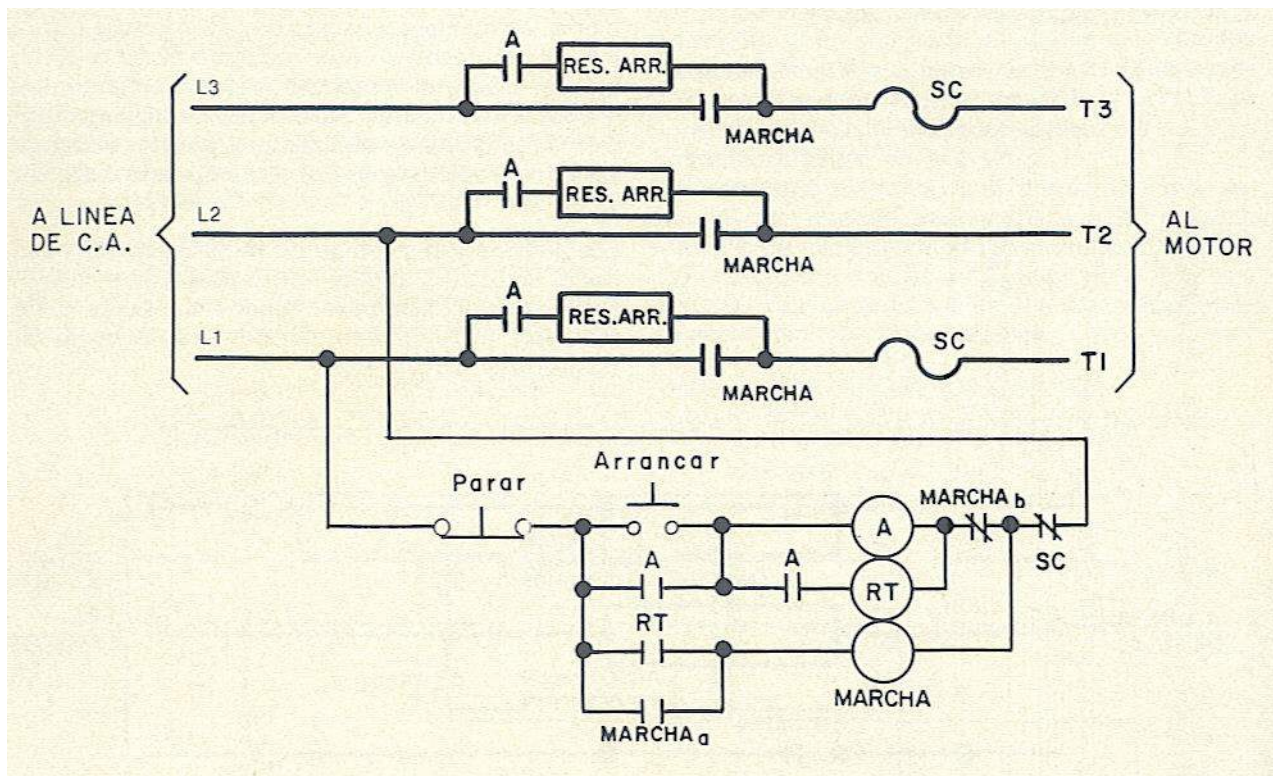 A
RES. ARR.
L3
SC
T3
MARCHA
A
RES. ARR.
A LINEA
DE C.A.
L2
T2
AL
MOTOR
MARCHA
A
RES.ARR.
L1
SC
T1
MARCHA
Parar
Arrancar
MARCHA b
A
SC
A
A
RT
RT
MARCHA
MARCHA a